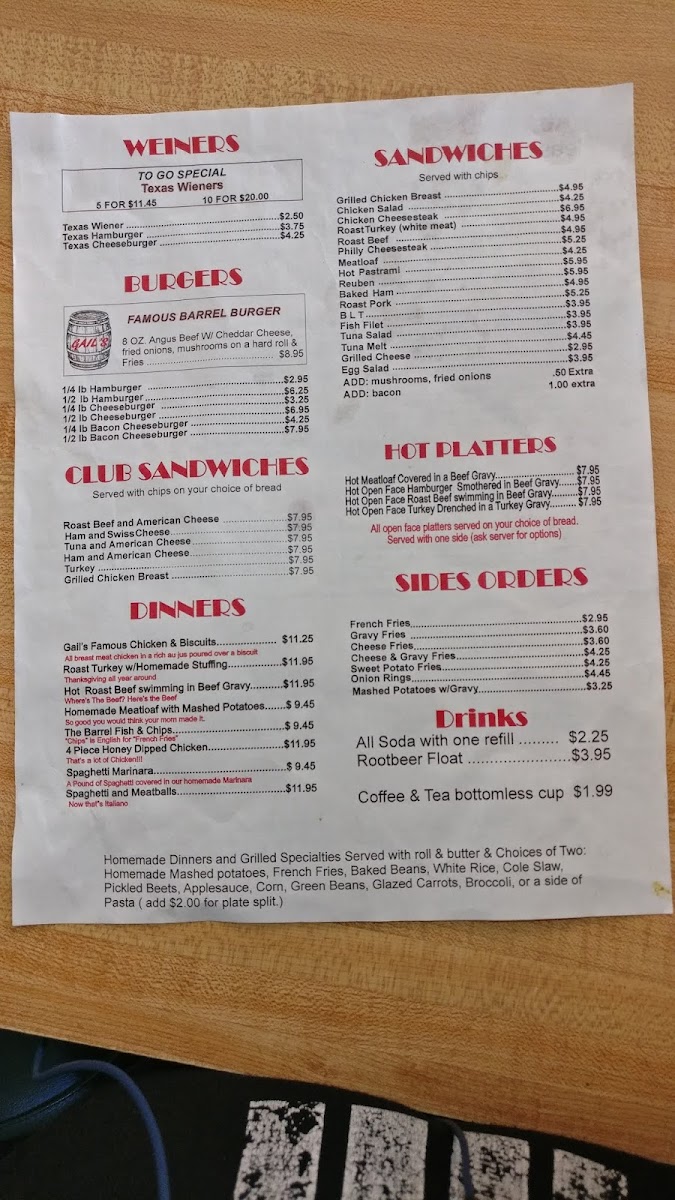 WEINERS
TO GO SPECIAL
Texas Wieners
5 FOR $11.45 10 FOR $20.00
Texas Wiener $2.50
Texas Hamburger $3.75
Texas Cheeseburger $4.25
BURGERS
GAIL'S
FAMOUS BARREL BURGER
8 OZ. Angus Beef W/ Cheddar Cheese,
fried onions, mushrooms on a hard roll &
Fries $8.95
1/4 lb Hamburger $2.95
1/2 lb Hamburger $6.25
1/4 lb Cheeseburger $3.25
1/2 lb Cheeseburger $6.95
1/4 lb Bacon Cheeseburger $4.25
1/2 lb Bacon Cheeseburger $7.95
CLUB SANDWICHES
Served with chips on your choice of bread
Roast Beef and American Cheese $7.95
Ham and Swiss Cheese $7.95
Tuna and American Cheese $7.95
Ham and American Cheese $7.95
Turkey $7.95
Grilled Chicken Breast $7.95
DINNERS
Gail's Famous Chicken & Biscuits $11.25
All breast meat chicken in a rich au jus poured over a biscuit
Roast Turkey w/Homemade Stuffing $11.95
Thanksgiving all year around
Hot Roast Beef swimming in Beef Gravy $11.95
Where's The Beef? Here's the Beef
Homemade Meatloaf with Mashed Potatoes $ 9.45
So good you would think your mom made it.
The Barrel Fish & Chips $ 9.45
"Chips" is English for "French Fries"
4 Piece Honey Dipped Chicken $11.95
That's a lot of Chicken!!!
Spaghetti Marinara $ 9.45
A Pound of Spaghetti covered in our homemade Marinara
Spaghetti and Meatballs $11.95
Now that's Italiano
SANDWICHES
Served with chips
Grilled Chicken Breast $4.95
Chicken Salad $4.25
Chicken Cheesesteak $6.95
Roast Turkey (white meat) $4.95
Roast Beef $4.95
Philly Cheesesteak $5.25
Meatloaf $4.25
Hot Pastrami $5.95
Reuben $5.95
Baked Ham $4.95
Roast Pork $5.25
B L T $3.95
Fish Filet $3.95
Tuna Salad $3.95
Tuna Melt $4.45
Grilled Cheese $2.95
Egg Salad $3.95
ADD: mushrooms, fried onions .50 Extra
ADD: bacon 1.00 extra
HOT PLATTERS
Hot Meatloaf Covered in a Beef Gravy $7.95
Hot Open Face Hamburger Smothered in Beef Gravy $7.95
Hot Open Face Roast Beef swimming in Beef Gravy $7.95
Hot Open Face Turkey Drenched in a Turkey Gravy $7.95
All open face platters served on your choice of bread.
Served with one side (ask server for options)
SIDES ORDERS
French Fries $2.95
Gravy Fries $3.60
Cheese Fries $3.60
Cheese & Gravy Fries $4.25
Sweet Potato Fries $4.25
Onion Rings $4.45
Mashed Potatoes w/Gravy $3.25
Drinks
All Soda with one refill $2.25
Rootbeer Float $3.95
Coffee & Tea bottomless cup $1.99
Homemade Dinners and Grilled Specialties Served with roll & butter & Choices of Two:
Homemade Mashed potatoes, French Fries, Baked Beans, White Rice, Cole Slaw,
Pickled Beets, Applesauce, Corn, Green Beans, Glazed Carrots, Broccoli, or a side of
Pasta ( add $2.00 for plate split.)